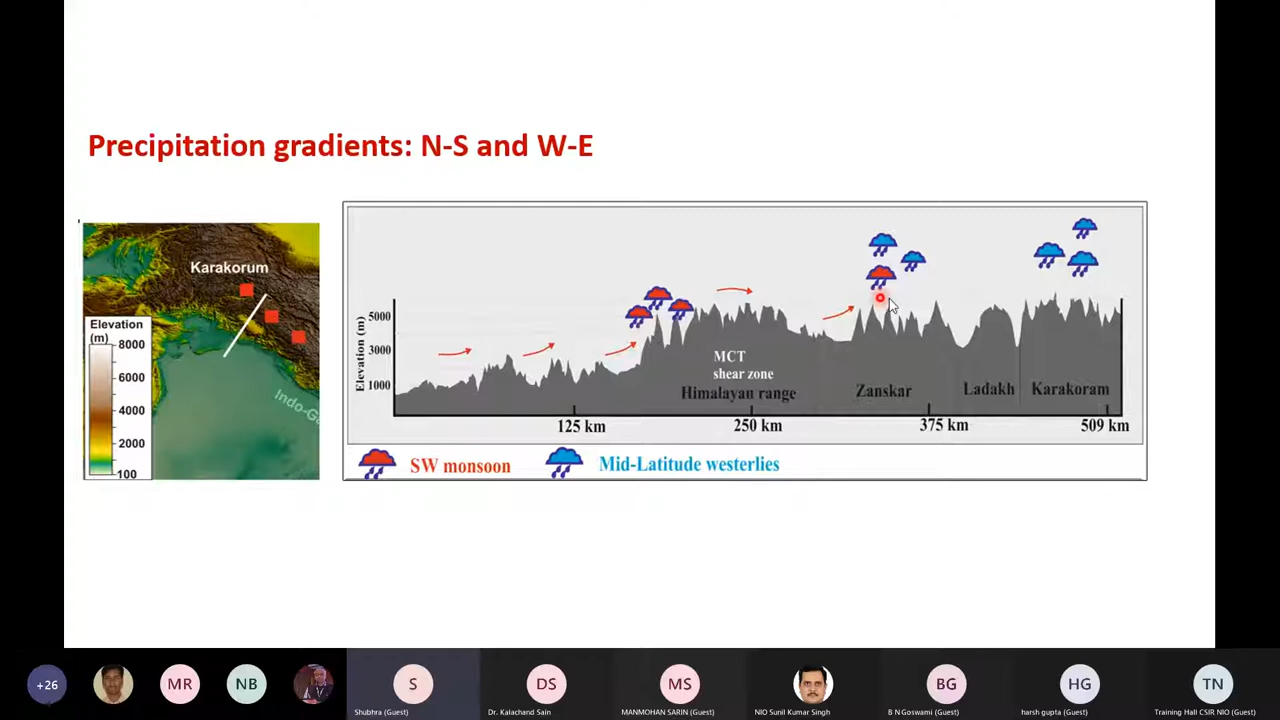 Precipitation gradients: N-S and W-E
Karakorum
Elevation
(m)
8000
6000
4000
2000
100
Indo-G
Elevation (m)
5000
3000
1000
MCT
shear zone
Himalayan range
Zanskar
Ladakh
Karakoram
125 km
250 km
375 km
509 km
SW monsoon
Mid-Latitude westerlies
+26
MR
NB
S
DS
MS
BG
HG
TN
Shubhra (Guest)
Dr. Kalachand Sain
MANMOHAN SARIN (Guest)
NIO Sunil Kumar Singh
B N Goswami (Guest)
harsh gupta (Guest)
Training Hall CSIR NIO (Guest)